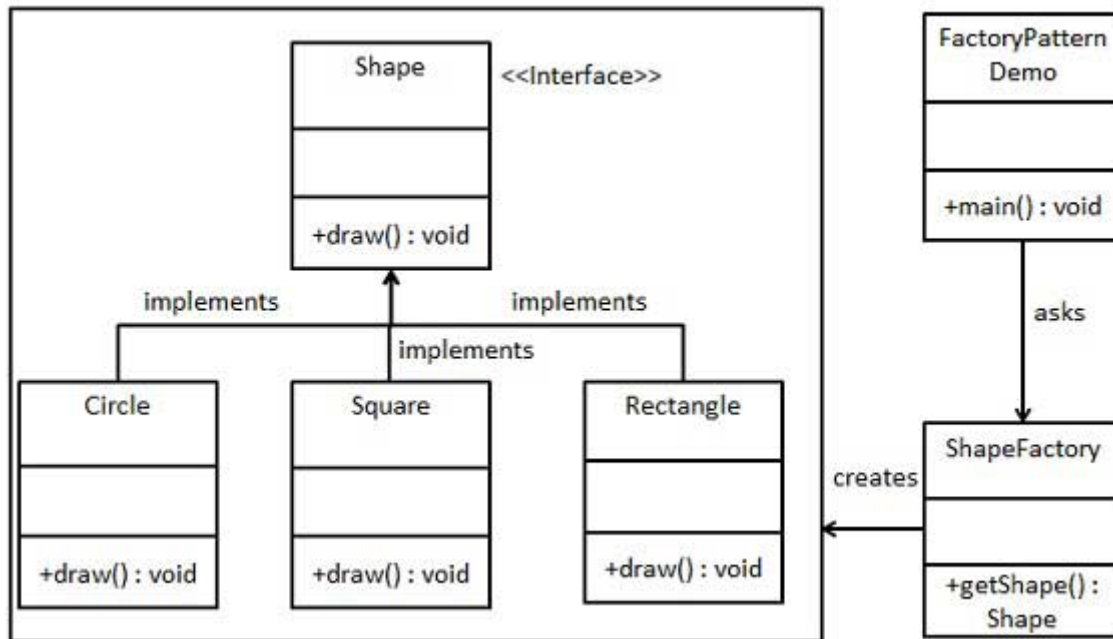 Shape
<<Interface>>
+draw() : void
implements
implements
implements
Circle
+draw() : void
Square
+draw() : void
Rectangle
+draw() : void
FactoryPattern
Demo
+main() : void
asks
ShapeFactory
+getShape() :
Shape
creates